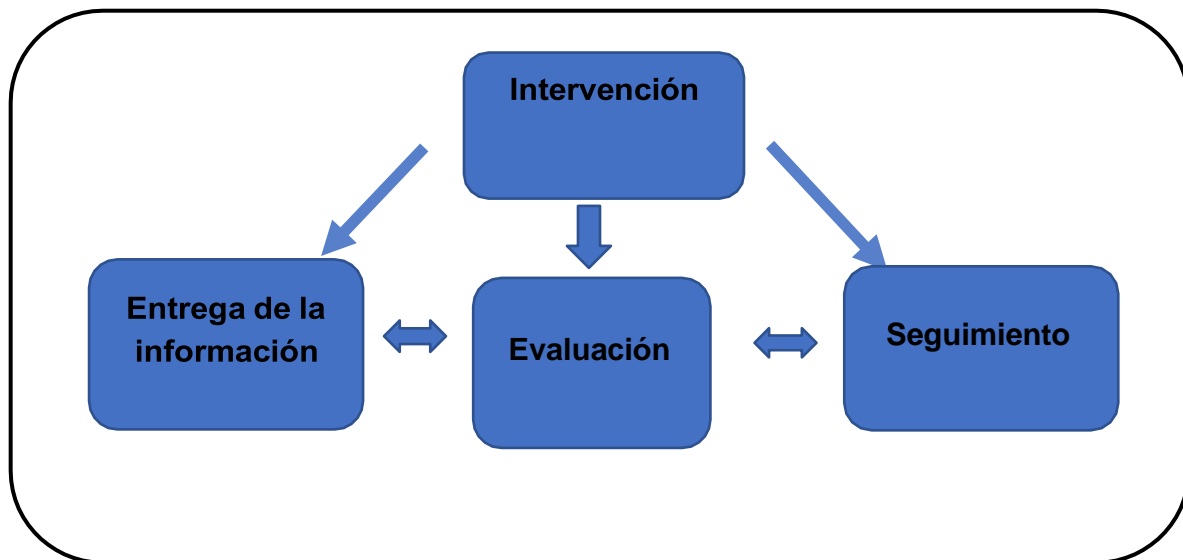 Intervención
Entrega de la
información
Evaluación
Seguimiento